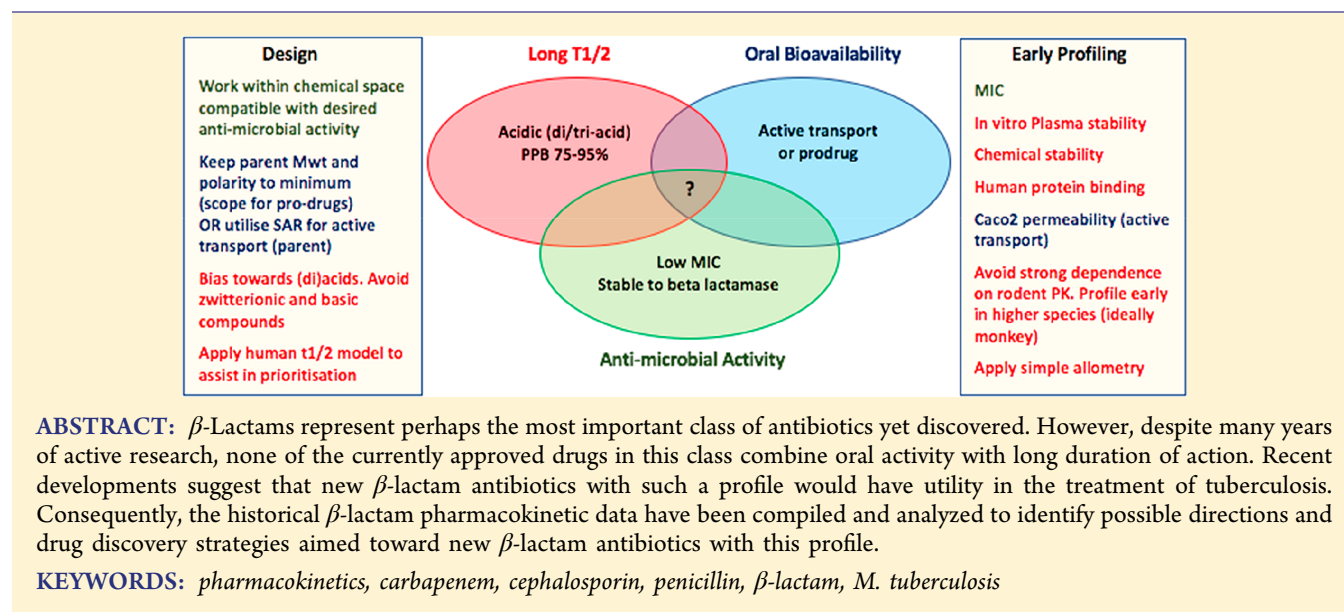 Design
Work within chemical space
compatible with desired
anti-microbial activity
Keep parent Mwt and
polarity to minimum
(scope for pro-drugs)
OR utilise SAR for active
transport (parent)
Bias towards (di)acids. Avoid
zwitterionic and basic
compounds
Apply human t1/2 model to
assist in prioritisation
Long T1/2
Oral Bioavailability
Acidic (di/tri-acid)
PPB 75-95%
Active transport
or prodrug
?
Low MIC
Stable to beta lactamase
Anti-microbial Activity
Early Profiling
MIC
In vitro Plasma stability
Chemical stability
Human protein binding
Caco2 permeability (active
transport)
Avoid strong dependence
on rodent PK. Profile early
in higher species (ideally
monkey)
Apply simple allometry
ABSTRACT: β-Lactams represent perhaps the most important class of antibiotics yet discovered. However, despite many years
of active research, none of the currently approved drugs in this class combine oral activity with long duration of action. Recent
developments suggest that new β-lactam antibiotics with such a profile would have utility in the treatment of tuberculosis.
Consequently, the historical β-lactam pharmacokinetic data have been compiled and analyzed to identify possible directions and
drug discovery strategies aimed toward new β-lactam antibiotics with this profile.
KEYWORDS: pharmacokinetics, carbapenem, cephalosporin, penicillin, β-lactam, M. tuberculosis